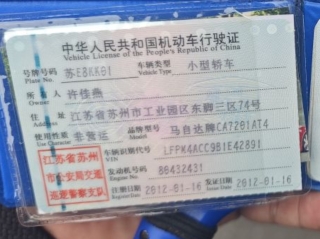 中华人民共和国机动车行驶证
Vehicle License of the People's Republic of China
号牌号码 苏E3KK61 车辆类型 小型轿车
Plate No. Vehicle Type
所有人 许佳燕
Owner
住址 江苏省苏州市工业园区东御三区74号
Address
使用性质 非营运 品牌型号 马自达牌CA7201AT4
Use Character Model
江苏省苏州 车辆识别代号 LFPM4ACC9B1E42891
市公安局交通 VIN
巡逻警察支队 发动机号码 80432431
Engine No.
注册日期 2012-01-16 发证日期 2012-01-16
Register Date Issue Date